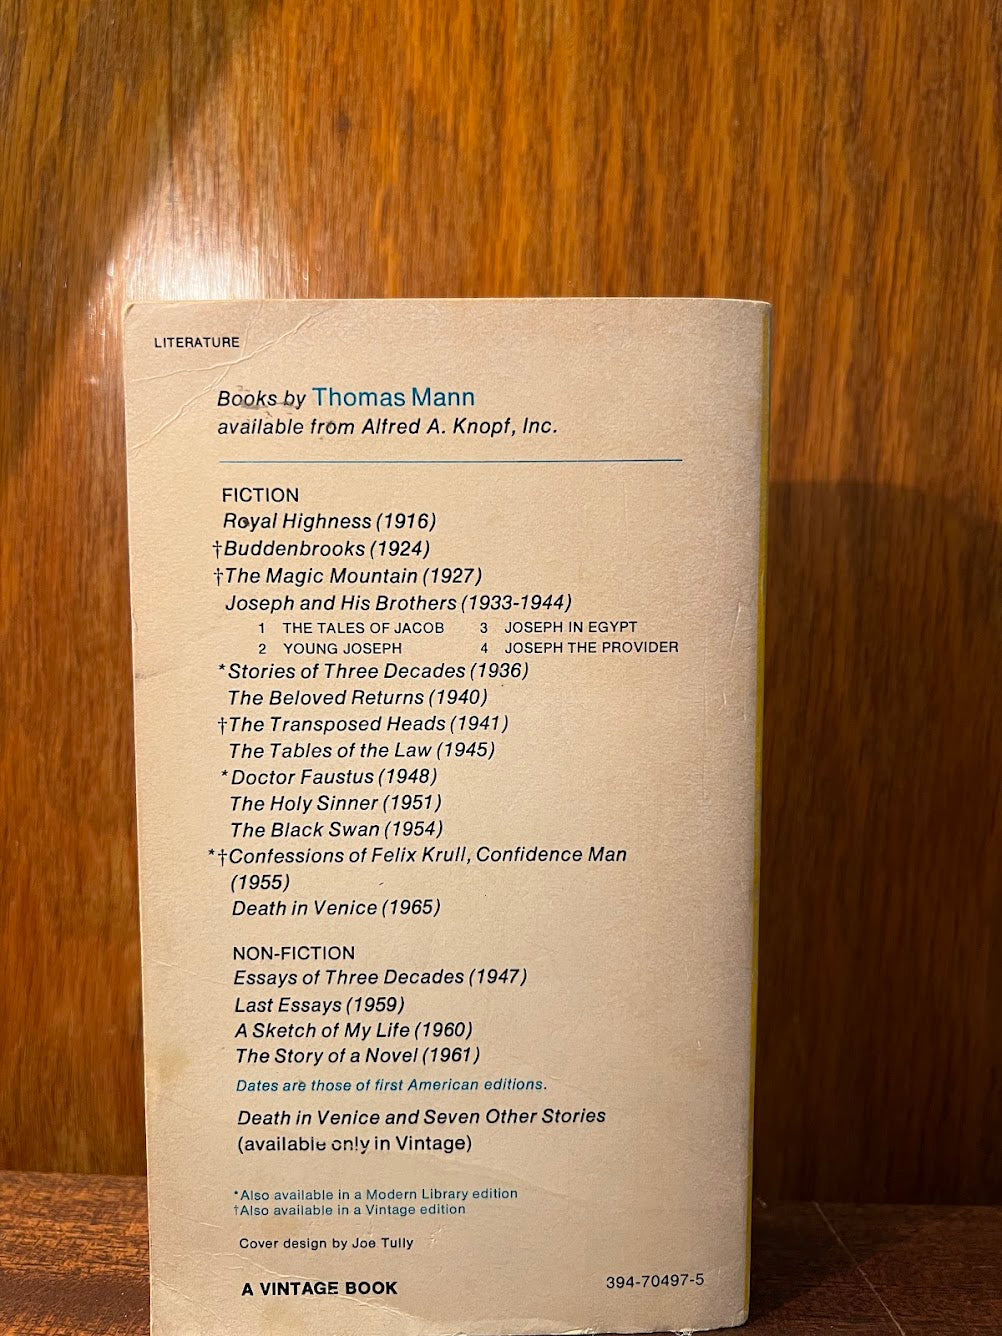 LITERATURE
Books by Thomas Mann
available from Alfred A. Knopf, Inc.
FICTION
Royal Highness (1916)
†Buddenbrooks (1924)
†The Magic Mountain (1927)
Joseph and His Brothers (1933-1944)
1 THE TALES OF JACOB 3 JOSEPH IN EGYPT
2 YOUNG JOSEPH 4 JOSEPH THE PROVIDER
*Stories of Three Decades (1936)
The Beloved Returns (1940)
†The Transposed Heads (1941)
The Tables of the Law (1945)
*Doctor Faustus (1948)
The Holy Sinner (1951)
The Black Swan (1954)
*†Confessions of Felix Krull, Confidence Man
(1955)
Death in Venice (1965)
NON-FICTION
Essays of Three Decades (1947)
Last Essays (1959)
A Sketch of My Life (1960)
The Story of a Novel (1961)
Dates are those of first American editions.
Death in Venice and Seven Other Stories
(available only in Vintage)
*Also available in a Modern Library edition
†Also available in a Vintage edition
Cover design by Joe Tully
A VINTAGE BOOK 394-70497-5